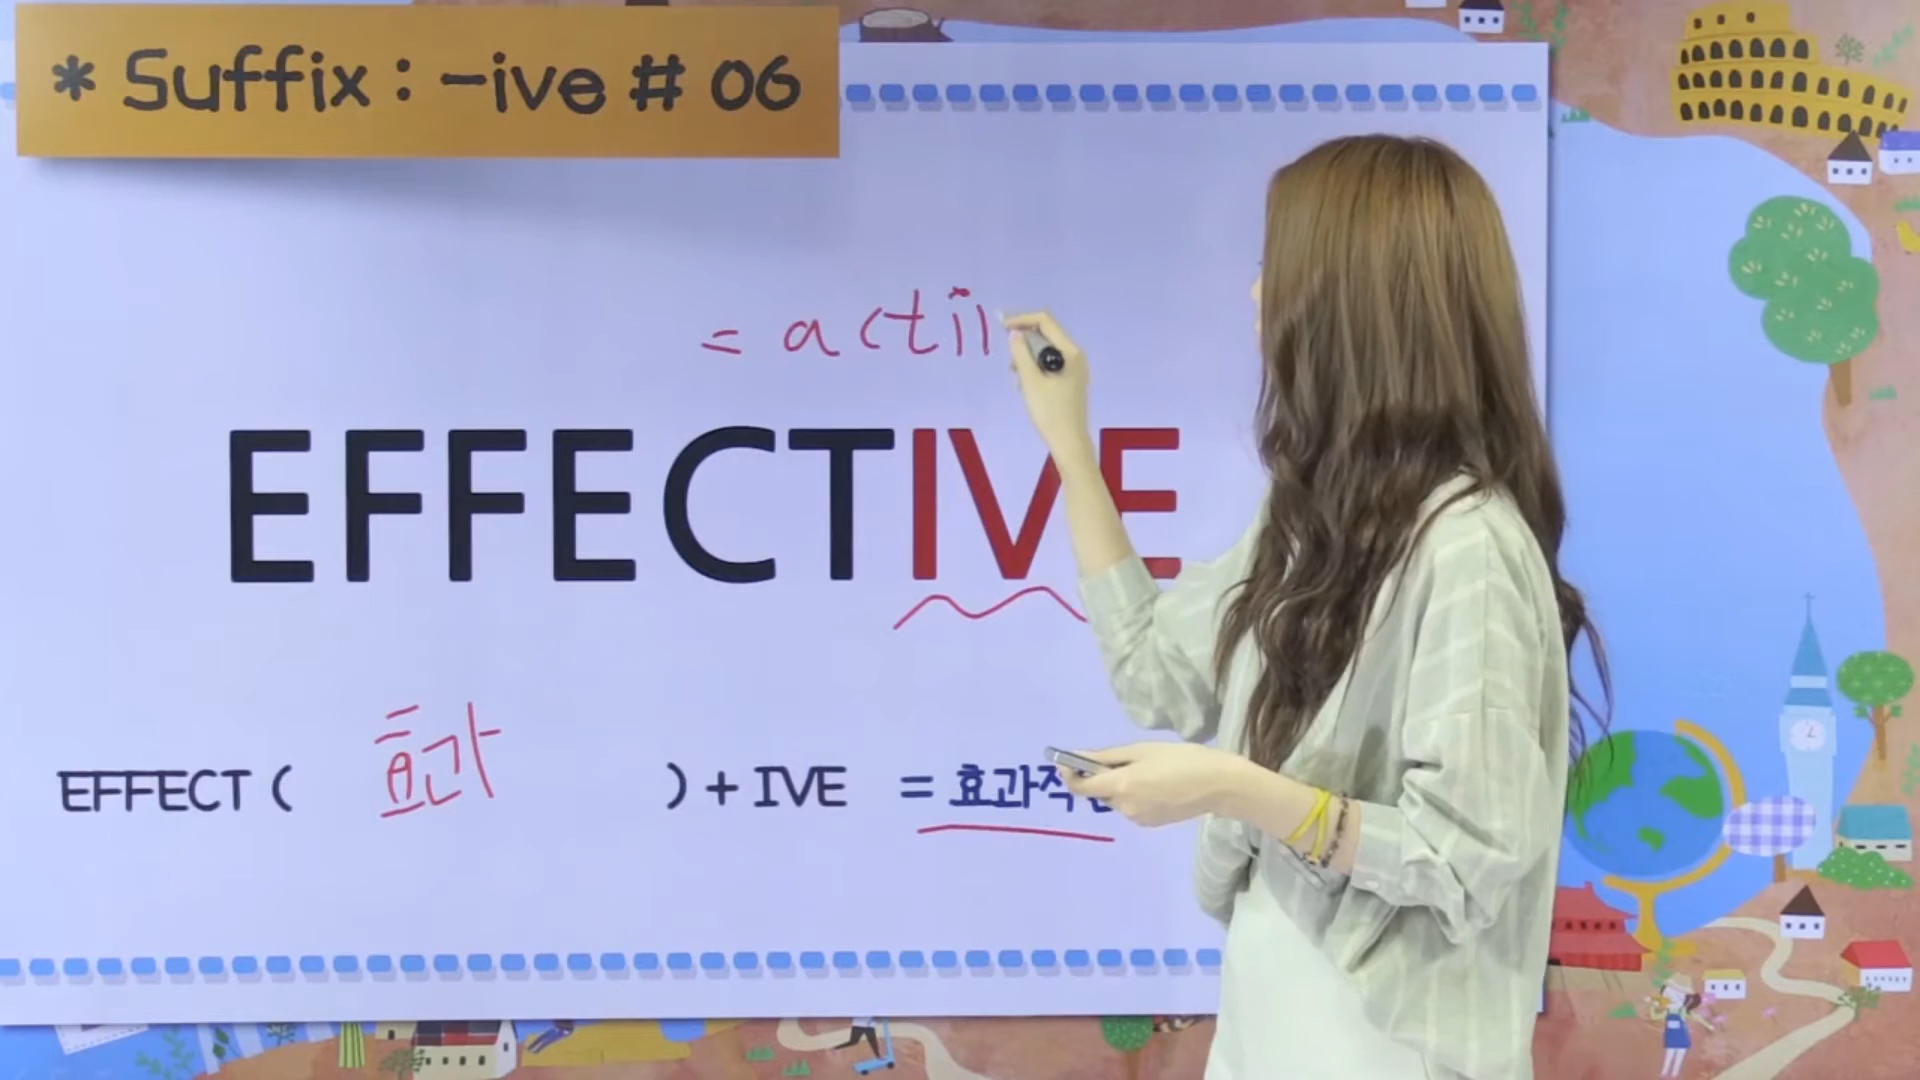 * Suffix : -ive # 06
= acti
EFFECTIVE
EFFECT ( 효과 ) + IVE = 효과적